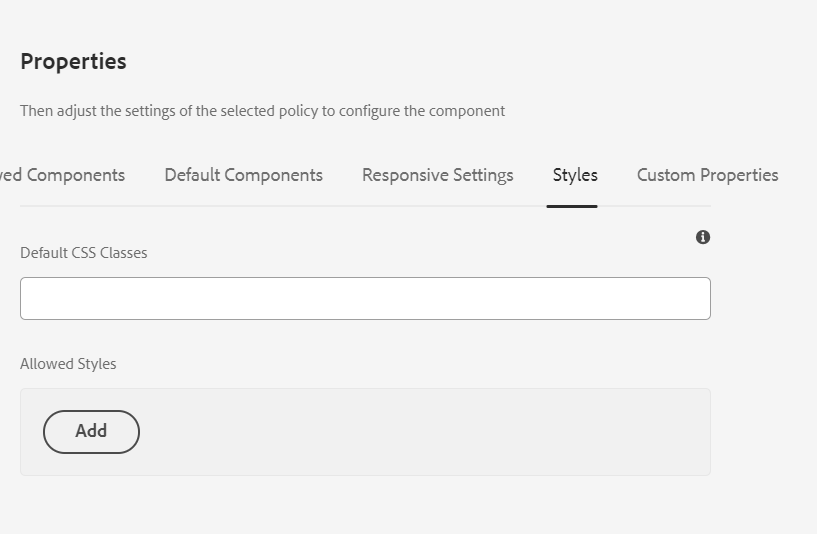 Properties
Then adjust the settings of the selected policy to configure the component
Components Default Components Responsive Settings Styles Custom Properties
Default CSS Classes
Allowed Styles
Add